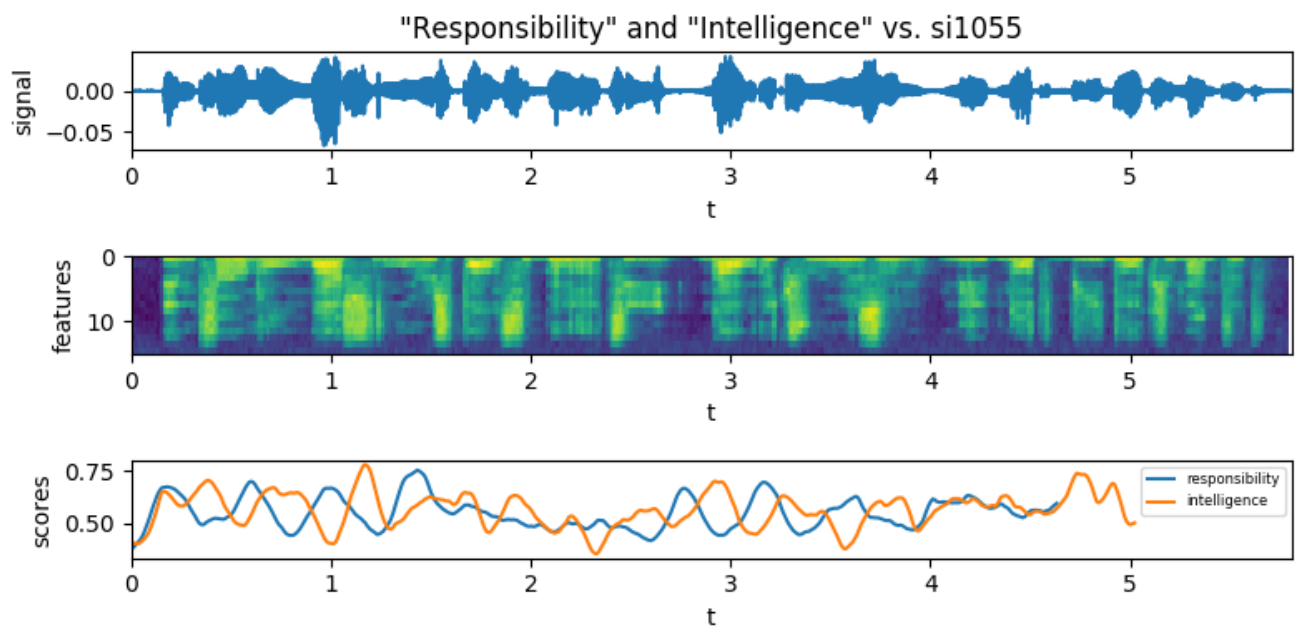 "Responsibility" and "Intelligence" vs. si1055
signal
0.00
−0.05
0 1 2 3 4 5
t
features
0
10
0 1 2 3 4 5
t
scores
0.75
0.50
responsibility
intelligence
0 1 2 3 4 5
t